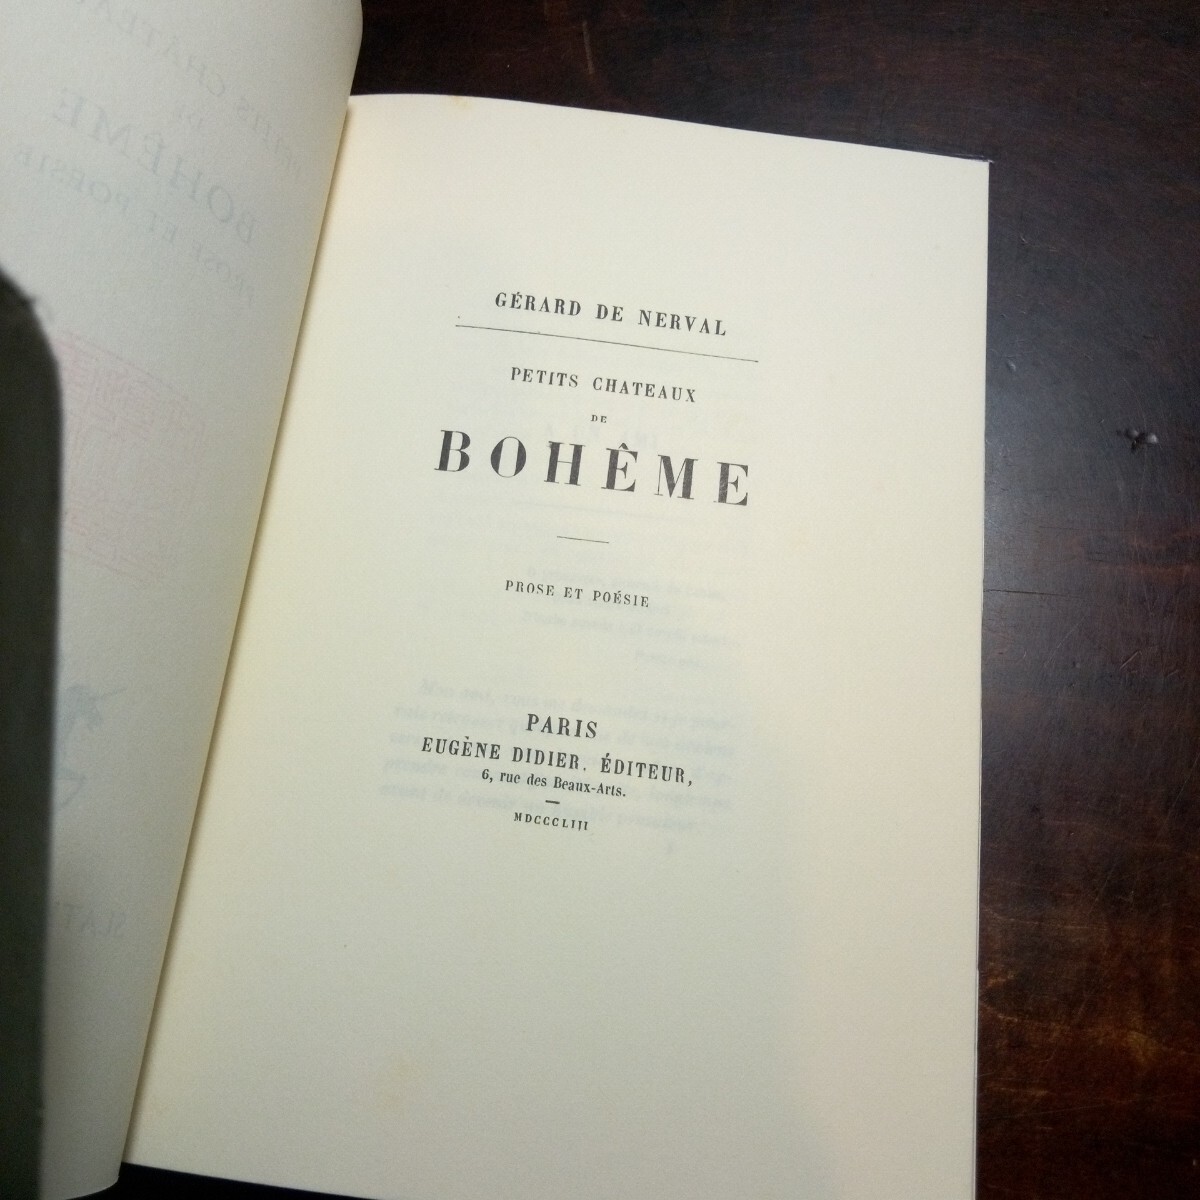 GÉRARD DE NERVAL
PETITS CHATEAUX
DE
BOHÊME
PROSE ET POÉSIE
PARIS
EUGÈNE DIDIER, ÉDITEUR,
6, rue des Beaux-Arts.
MDCCCLIII